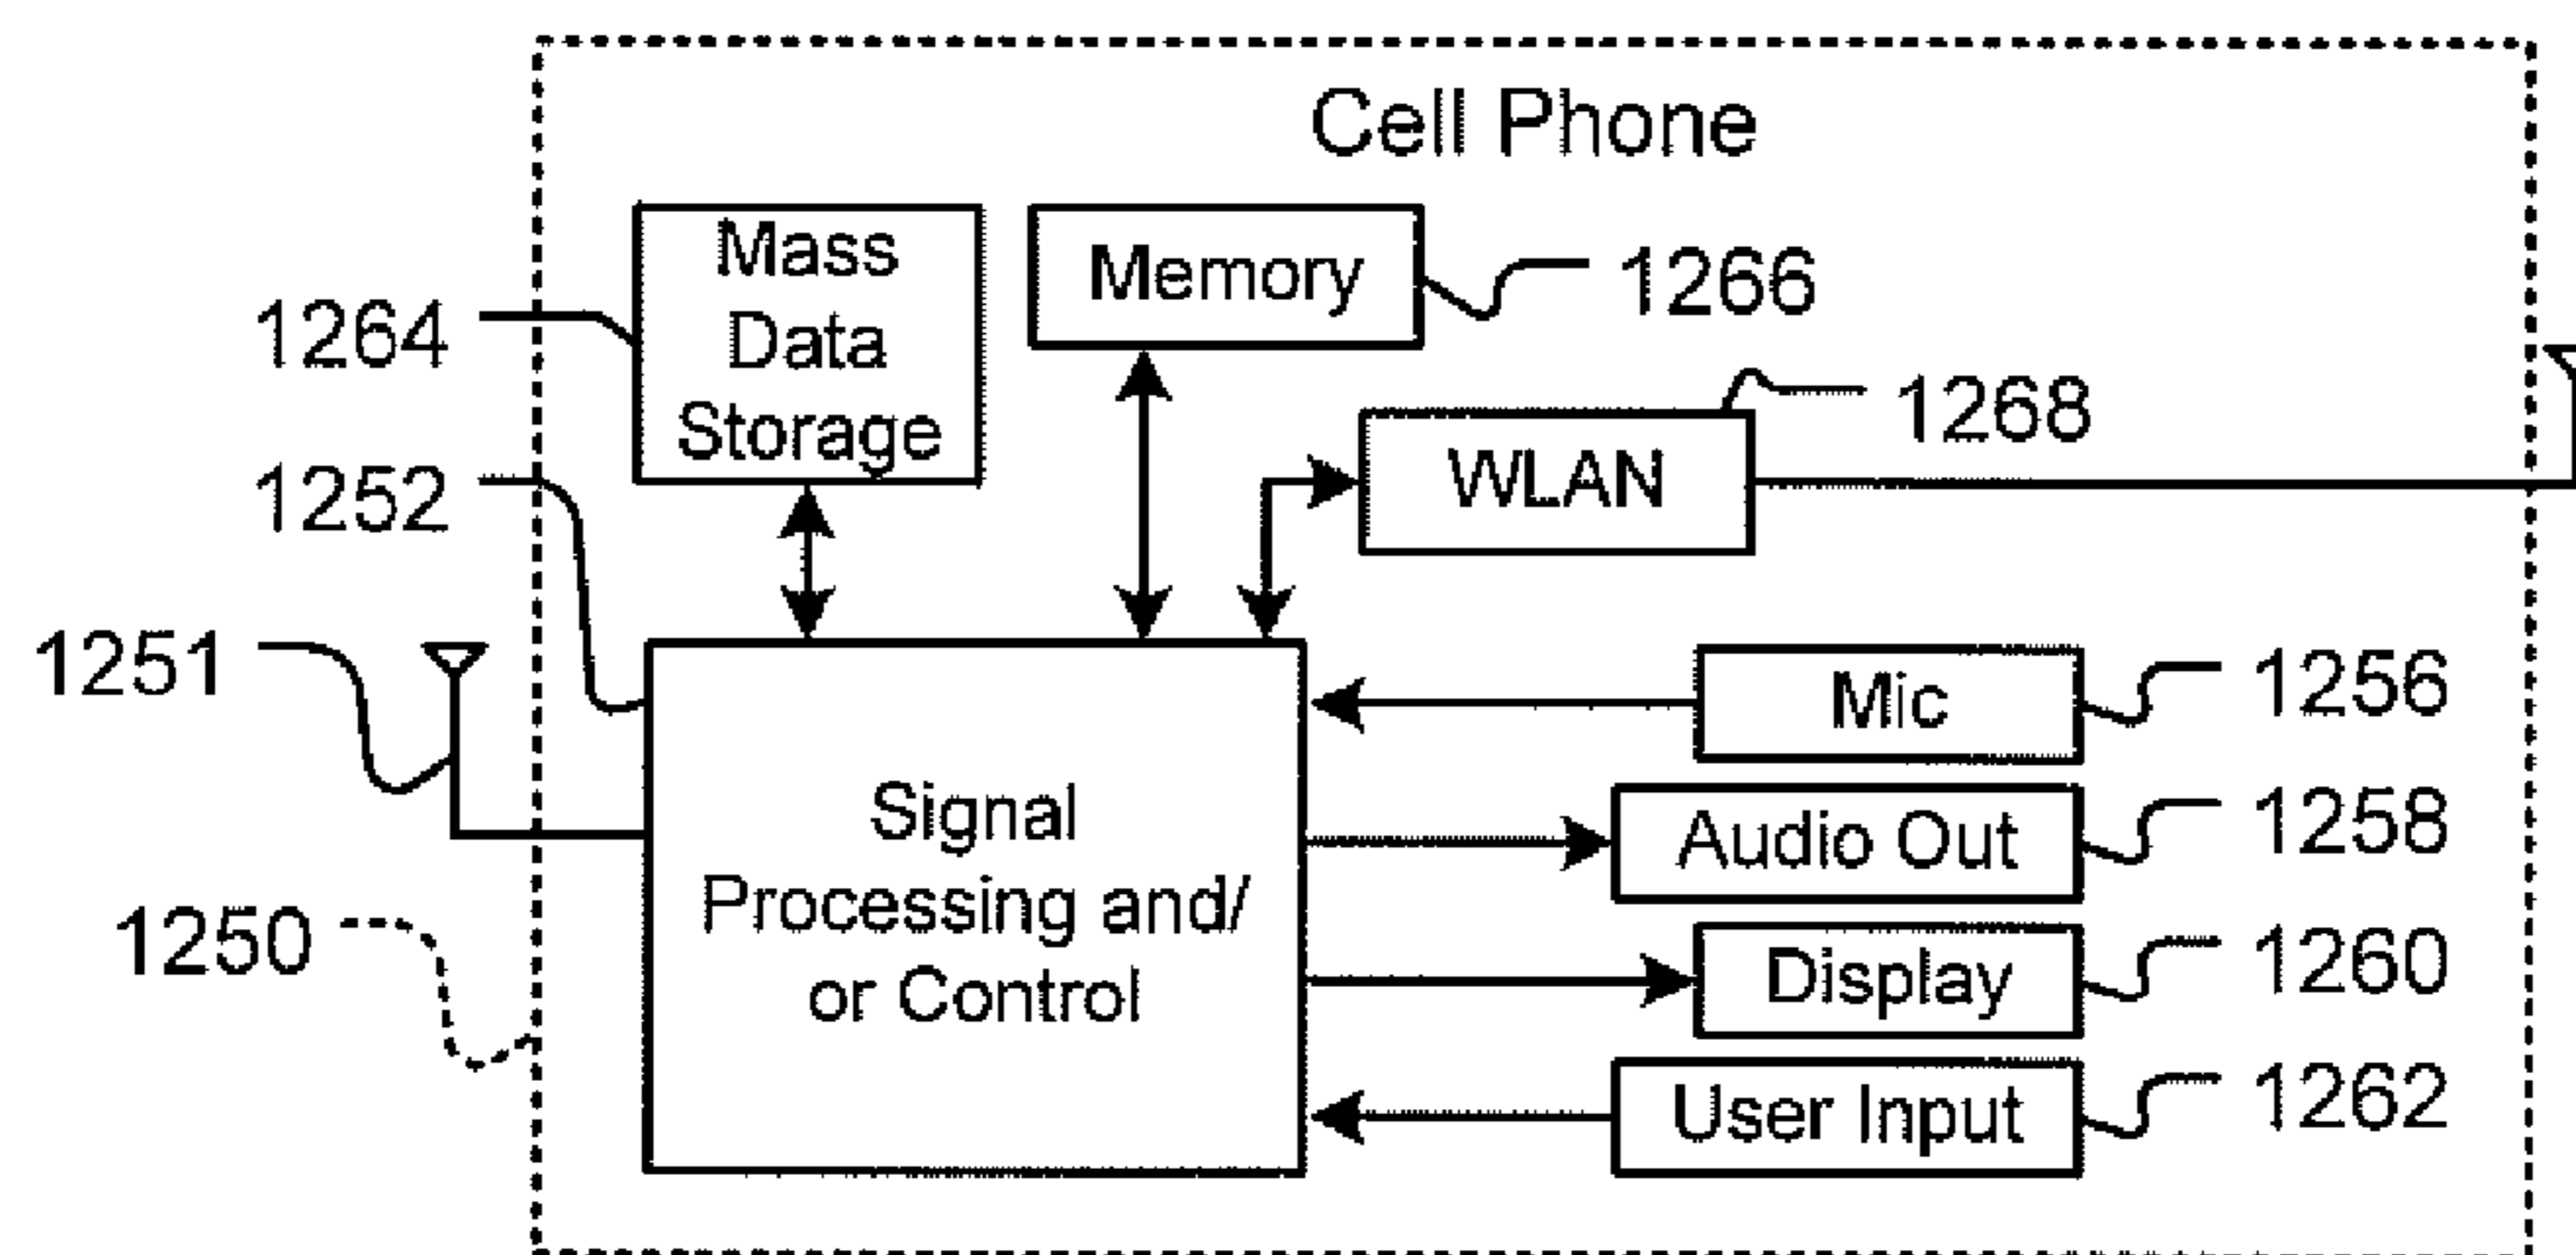 Cell Phone
Mass
Data
Storage
Memory
1266
1264
WLAN
1268
1252
1251
Mic
1256
Signal
Processing and/
or Control
Audio Out
1258
1250
Display
1260
User Input
1262